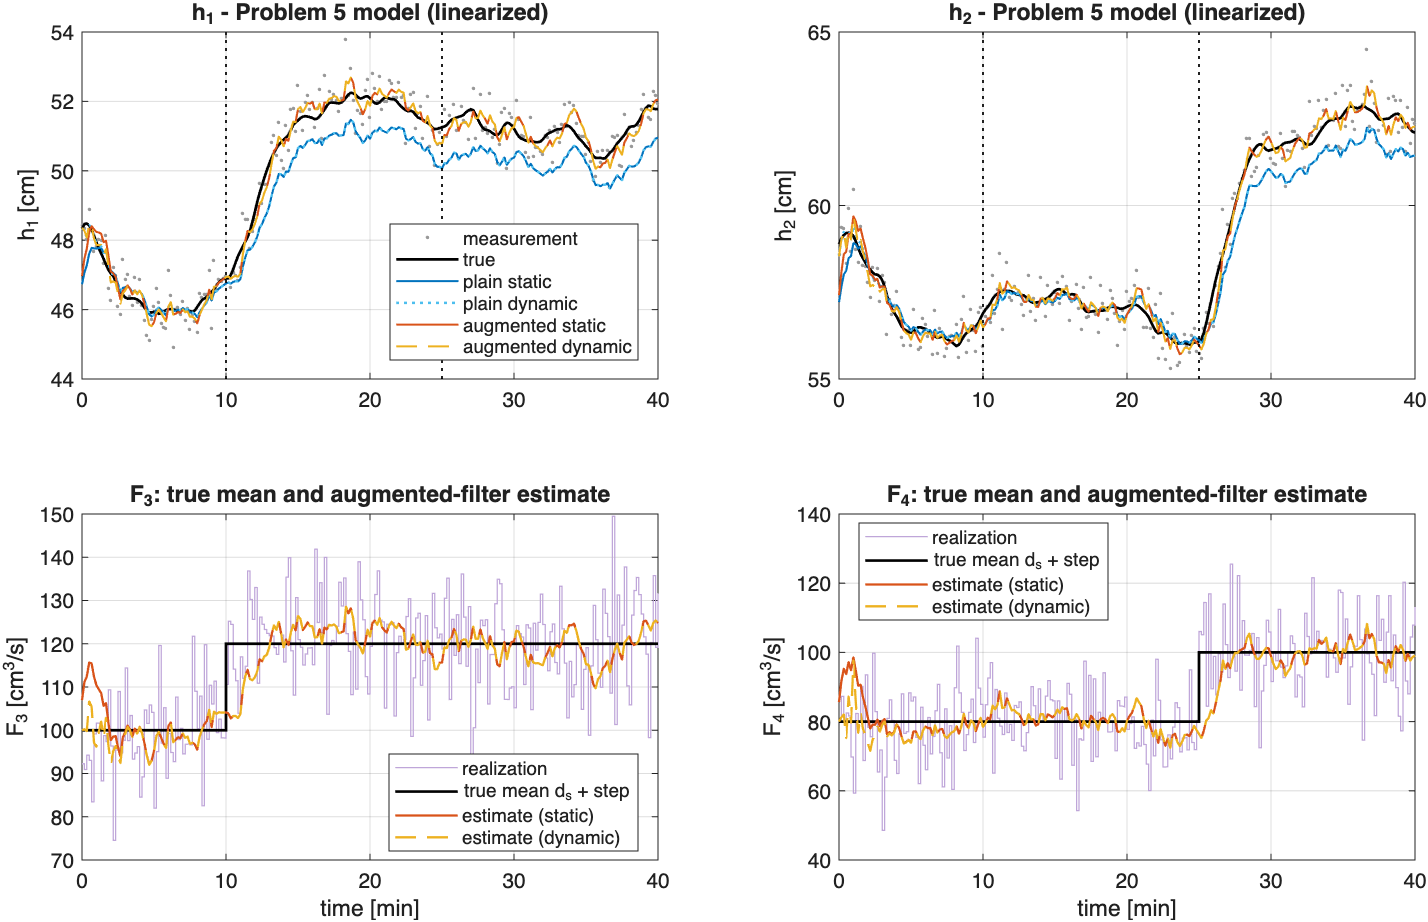 h₁ - Problem 5 model (linearized)
54
52
50
48
46
44
h₁ [cm]
0
10
20
30
40
measurement
true
plain static
plain dynamic
augmented static
augmented dynamic
h₂ - Problem 5 model (linearized)
65
60
55
h₂ [cm]
0
10
20
30
40
F₃: true mean and augmented-filter estimate
150
140
130
120
110
100
90
80
70
F₃ [cm³/s]
0
10
20
30
40
time [min]
realization
true mean dₛ + step
estimate (static)
estimate (dynamic)
F₄: true mean and augmented-filter estimate
140
120
100
80
60
40
F₄ [cm³/s]
0
10
20
30
40
time [min]
realization
true mean dₛ + step
estimate (static)
estimate (dynamic)